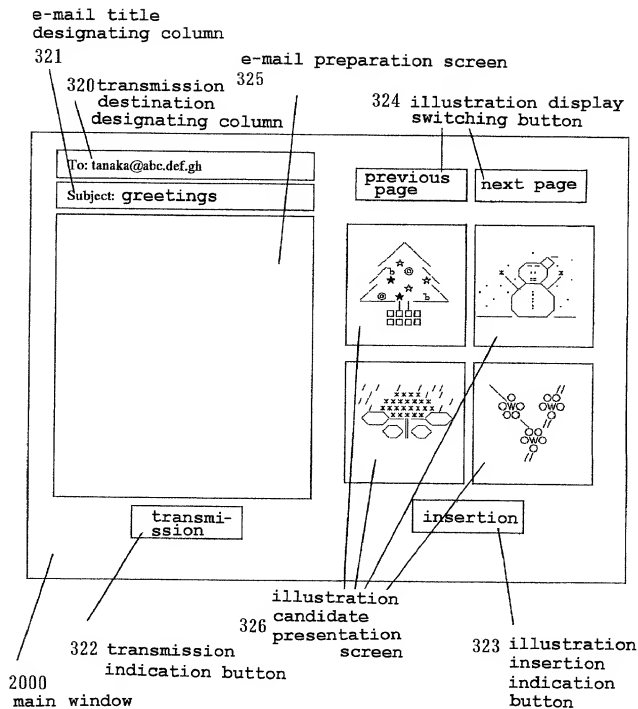 e-mail title
designating column
321
320 transmission
destination
designating column
e-mail preparation screen
325
324 illustration display
switching button
To: tanaka@abc.def.gh
Subject: greetings
previous
page
next page
transmi-
ssion
insertion
illustration
326 candidate
presentation
screen
322 transmission
indication button
323 illustration
insertion
indication
button
2000
main window